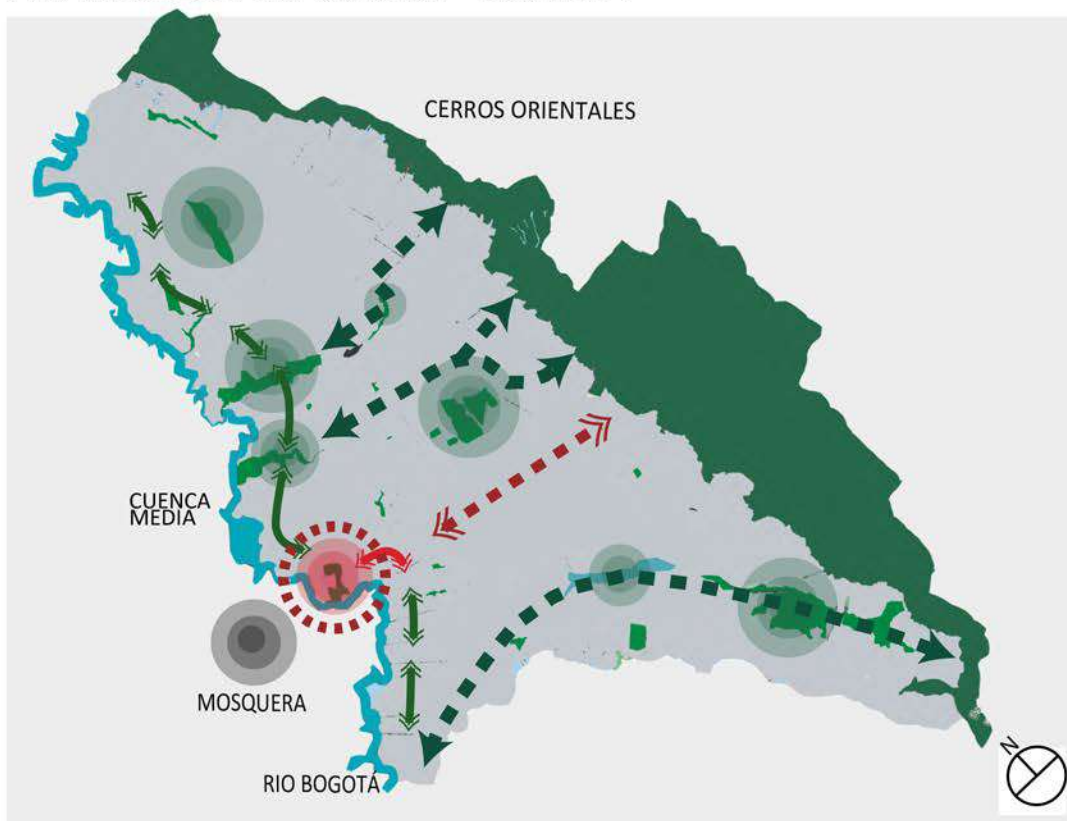 CERROS ORIENTALES
CUENCA
MEDIA
MOSQUERA
RIO BOGOTÁ
N